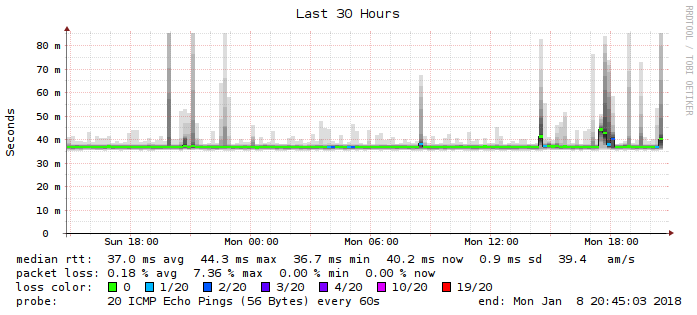 Last 30 Hours
RRDTOOL / TOBI OETIKER
Seconds
80 m
70 m
60 m
50 m
40 m
30 m
20 m
10 m
0
Sun 18:00 Mon 00:00 Mon 06:00 Mon 12:00 Mon 18:00
median rtt: 37.0 ms avg 44.3 ms max 36.7 ms min 40.2 ms now 0.9 ms sd 39.4 am/s
packet loss: 0.18 % avg 7.36 % max 0.00 % min 0.00 % now
loss color: 0 1/20 2/20 3/20 4/20 10/20 19/20
probe: 20 ICMP Echo Pings (56 Bytes) every 60s end: Mon Jan 8 20:45:03 2018